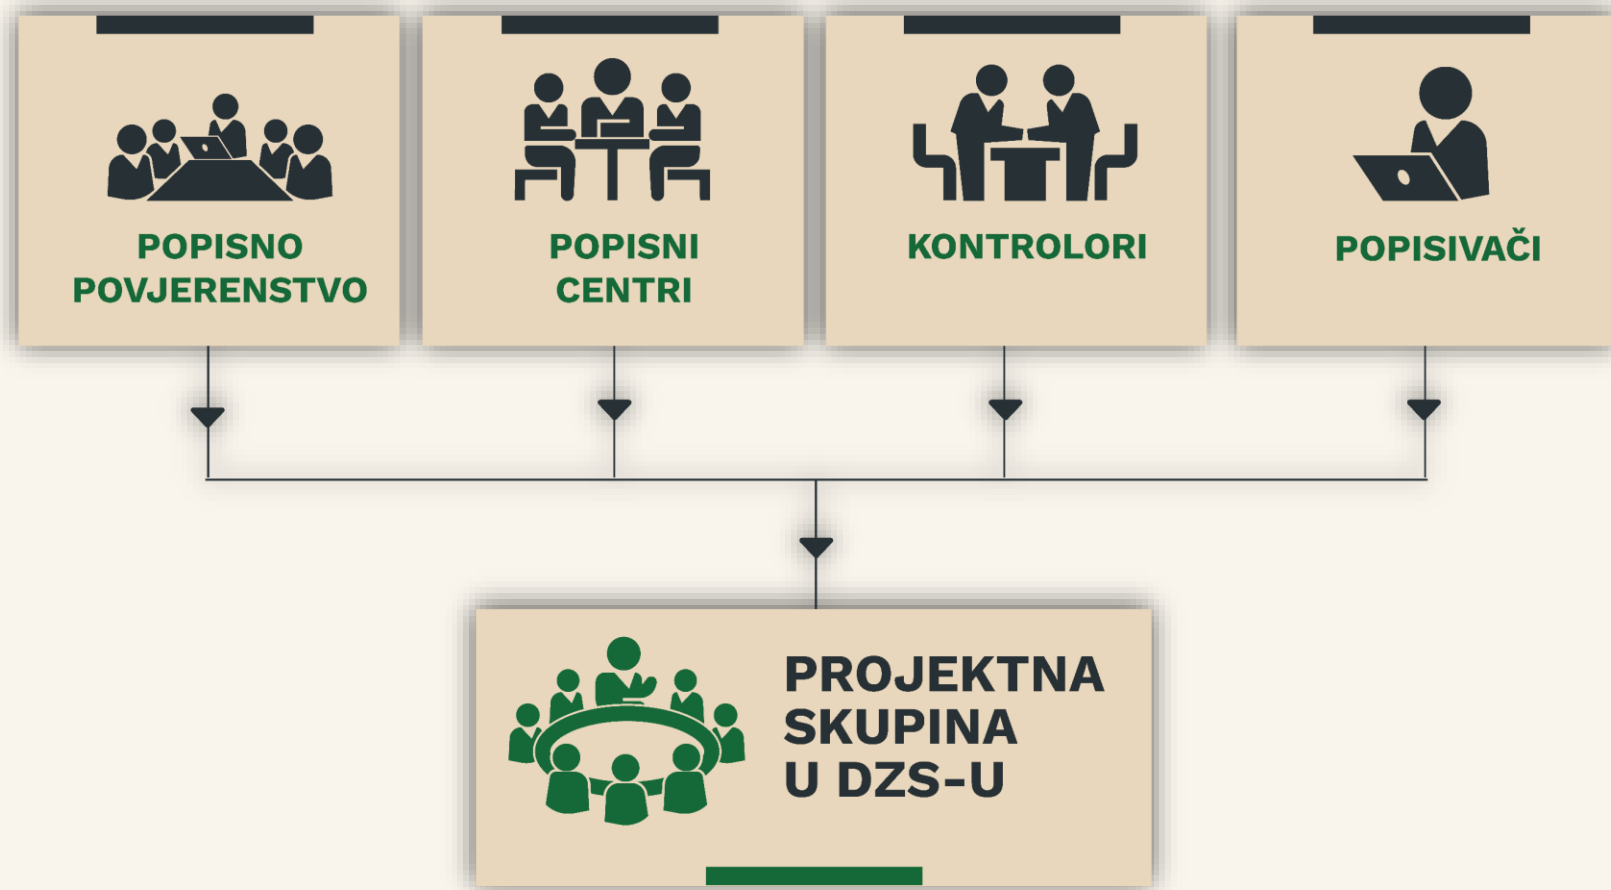 POPISNO
POVJERENSTVO
POPISNI
CENTRI
KONTROLORI
POPISIVAČI
PROJEKTNA
SKUPINA
U DZS-U